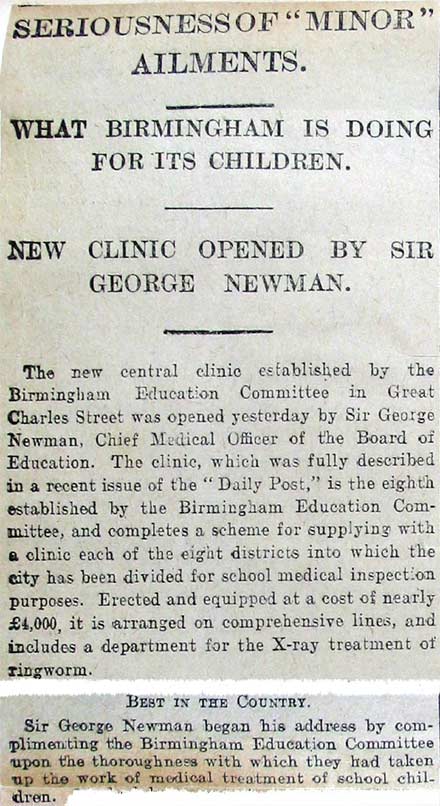 SERIOUSNESS OF "MINOR"
AILMENTS.
WHAT BIRMINGHAM IS DOING
FOR ITS CHILDREN.
NEW CLINIC OPENED BY SIR
GEORGE NEWMAN.
The new central clinic established by the
Birmingham Education Committee in Great
Charles Street was opened yesterday by Sir George
Newman, Chief Medical Officer of the Board of
Education. The clinic, which was fully described
in a recent issue of the "Daily Post," is the eighth
established by the Birmingham Education Com-
mittee, and completes a scheme for supplying with
a clinic each of the eight districts into which the
city has been divided for school medical inspection
purposes. Erected and equipped at a cost of nearly
£4,000, it is arranged on comprehensive lines, and
includes a department for the X-ray treatment of
ringworm.
BEST IN THE COUNTRY.
Sir George Newman began his address by com-
plimenting the Birmingham Education Committee
upon the thoroughness with which they had taken
up the work of medical treatment of school chil-
dren.